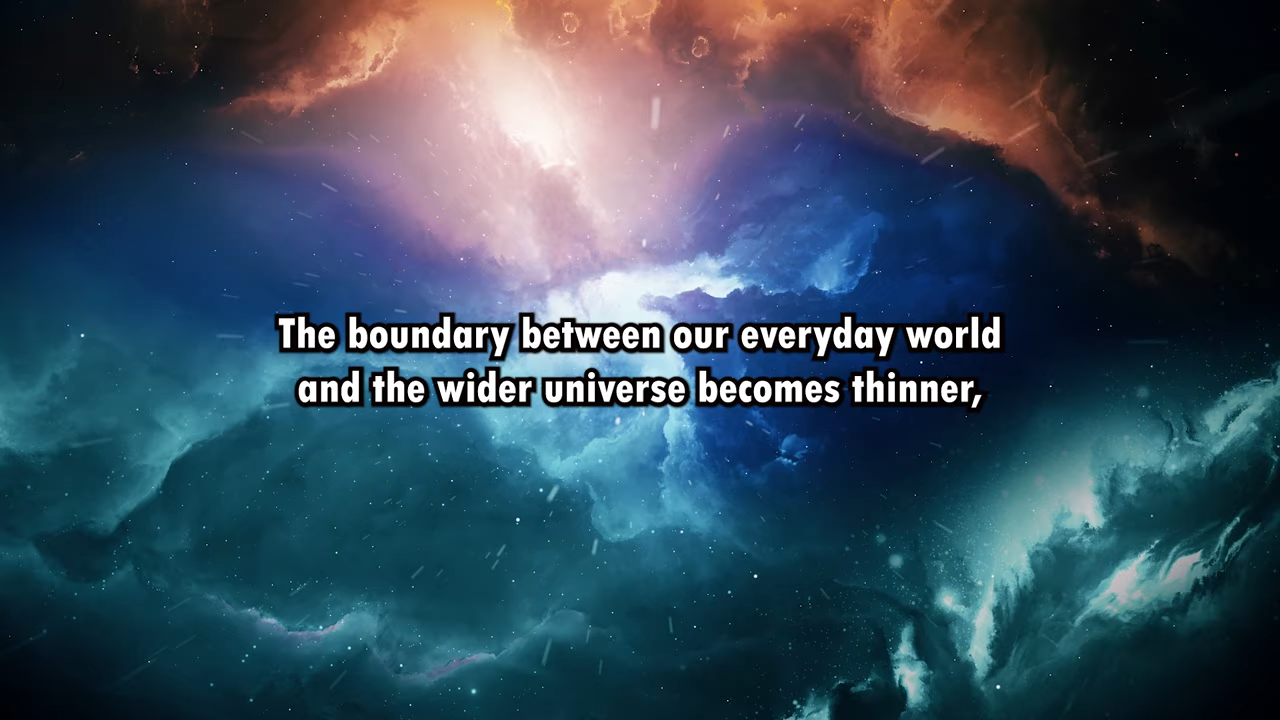 The boundary between our everyday world
and the wider universe becomes thinner,